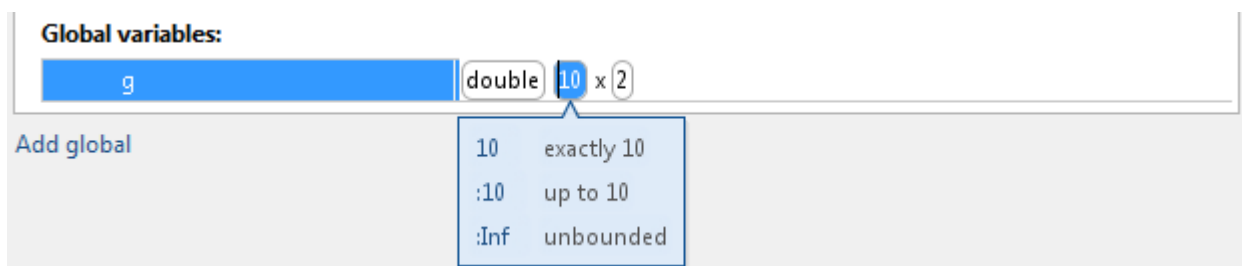 Global variables:
g double 10 x 2
Add global
10 exactly 10
:10 up to 10
:Inf unbounded